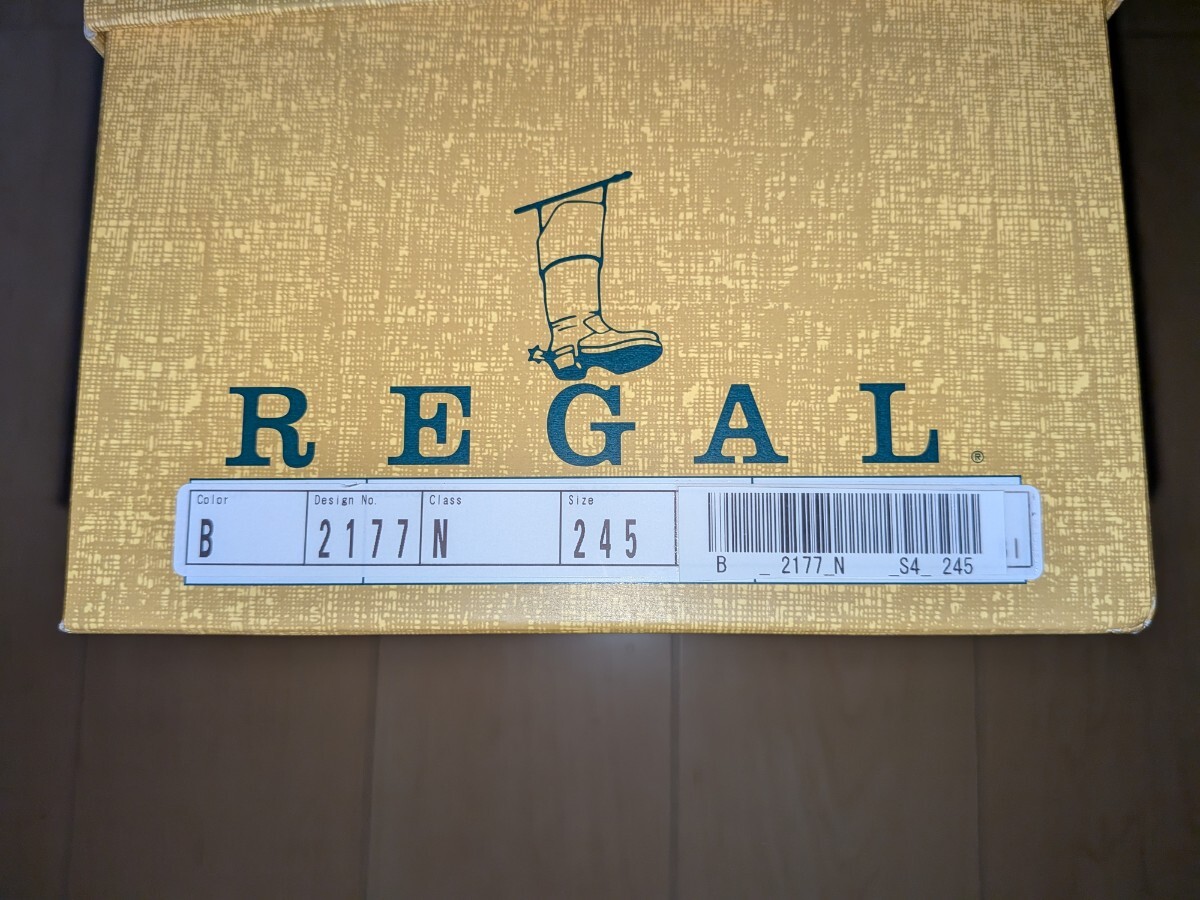 REGAL ®
Color Design No. Class Size
B 2177 N 245
B _ 2177_N _S4_ 245